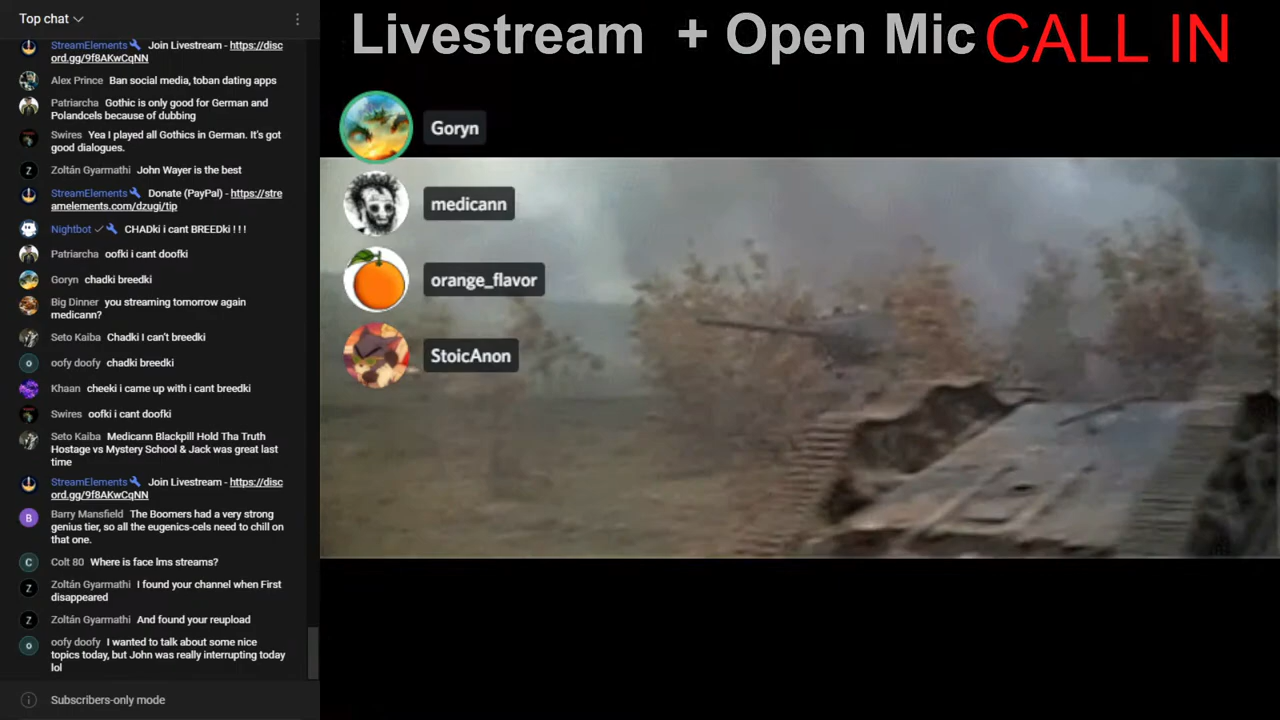 Top chat
StreamElements Join Livestream - https://disc
ord.gg/9f8AKwCqNN
Alex Prince Ban social media, toban dating apps
Patriarcha Gothic is only good for German and
Polandcels because of dubbing
Swires Yea I played all Gothics in German. It's got
good dialogues.
Z Zoltán Gyarmathi John Wayer is the best
StreamElements Donate (PayPal) - https://stre
amelements.com/dzugi/tip
Nightbot CHADki i cant BREEDki ! ! !
Patriarcha oofki i cant doofki
Goryn chadki breedki
Big Dinner you streaming tomorrow again
medicann?
Seto Kaiba Chadki I can't breedki
o oofy doofy chadki breedki
Khaan cheeki i came up with i cant breedki
Swires oofki i cant doofki
Seto Kaiba Medicann Blackpill Hold Tha Truth
Hostage vs Mystery School & Jack was great last
time
StreamElements Join Livestream - https://disc
ord.gg/9f8AKwCqNN
B Barry Mansfield The Boomers had a very strong
genius tier, so all the eugenics-cels need to chill on
that one.
C Colt 80 Where is face lms streams?
Z Zoltán Gyarmathi I found your channel when First
disappeared
Z Zoltán Gyarmathi And found your reupload
o oofy doofy I wanted to talk about some nice
topics today, but John was really interrupting today
lol
Subscribers-only mode
Livestream + Open Mic CALL IN
Goryn
medicann
orange_flavor
StoicAnon